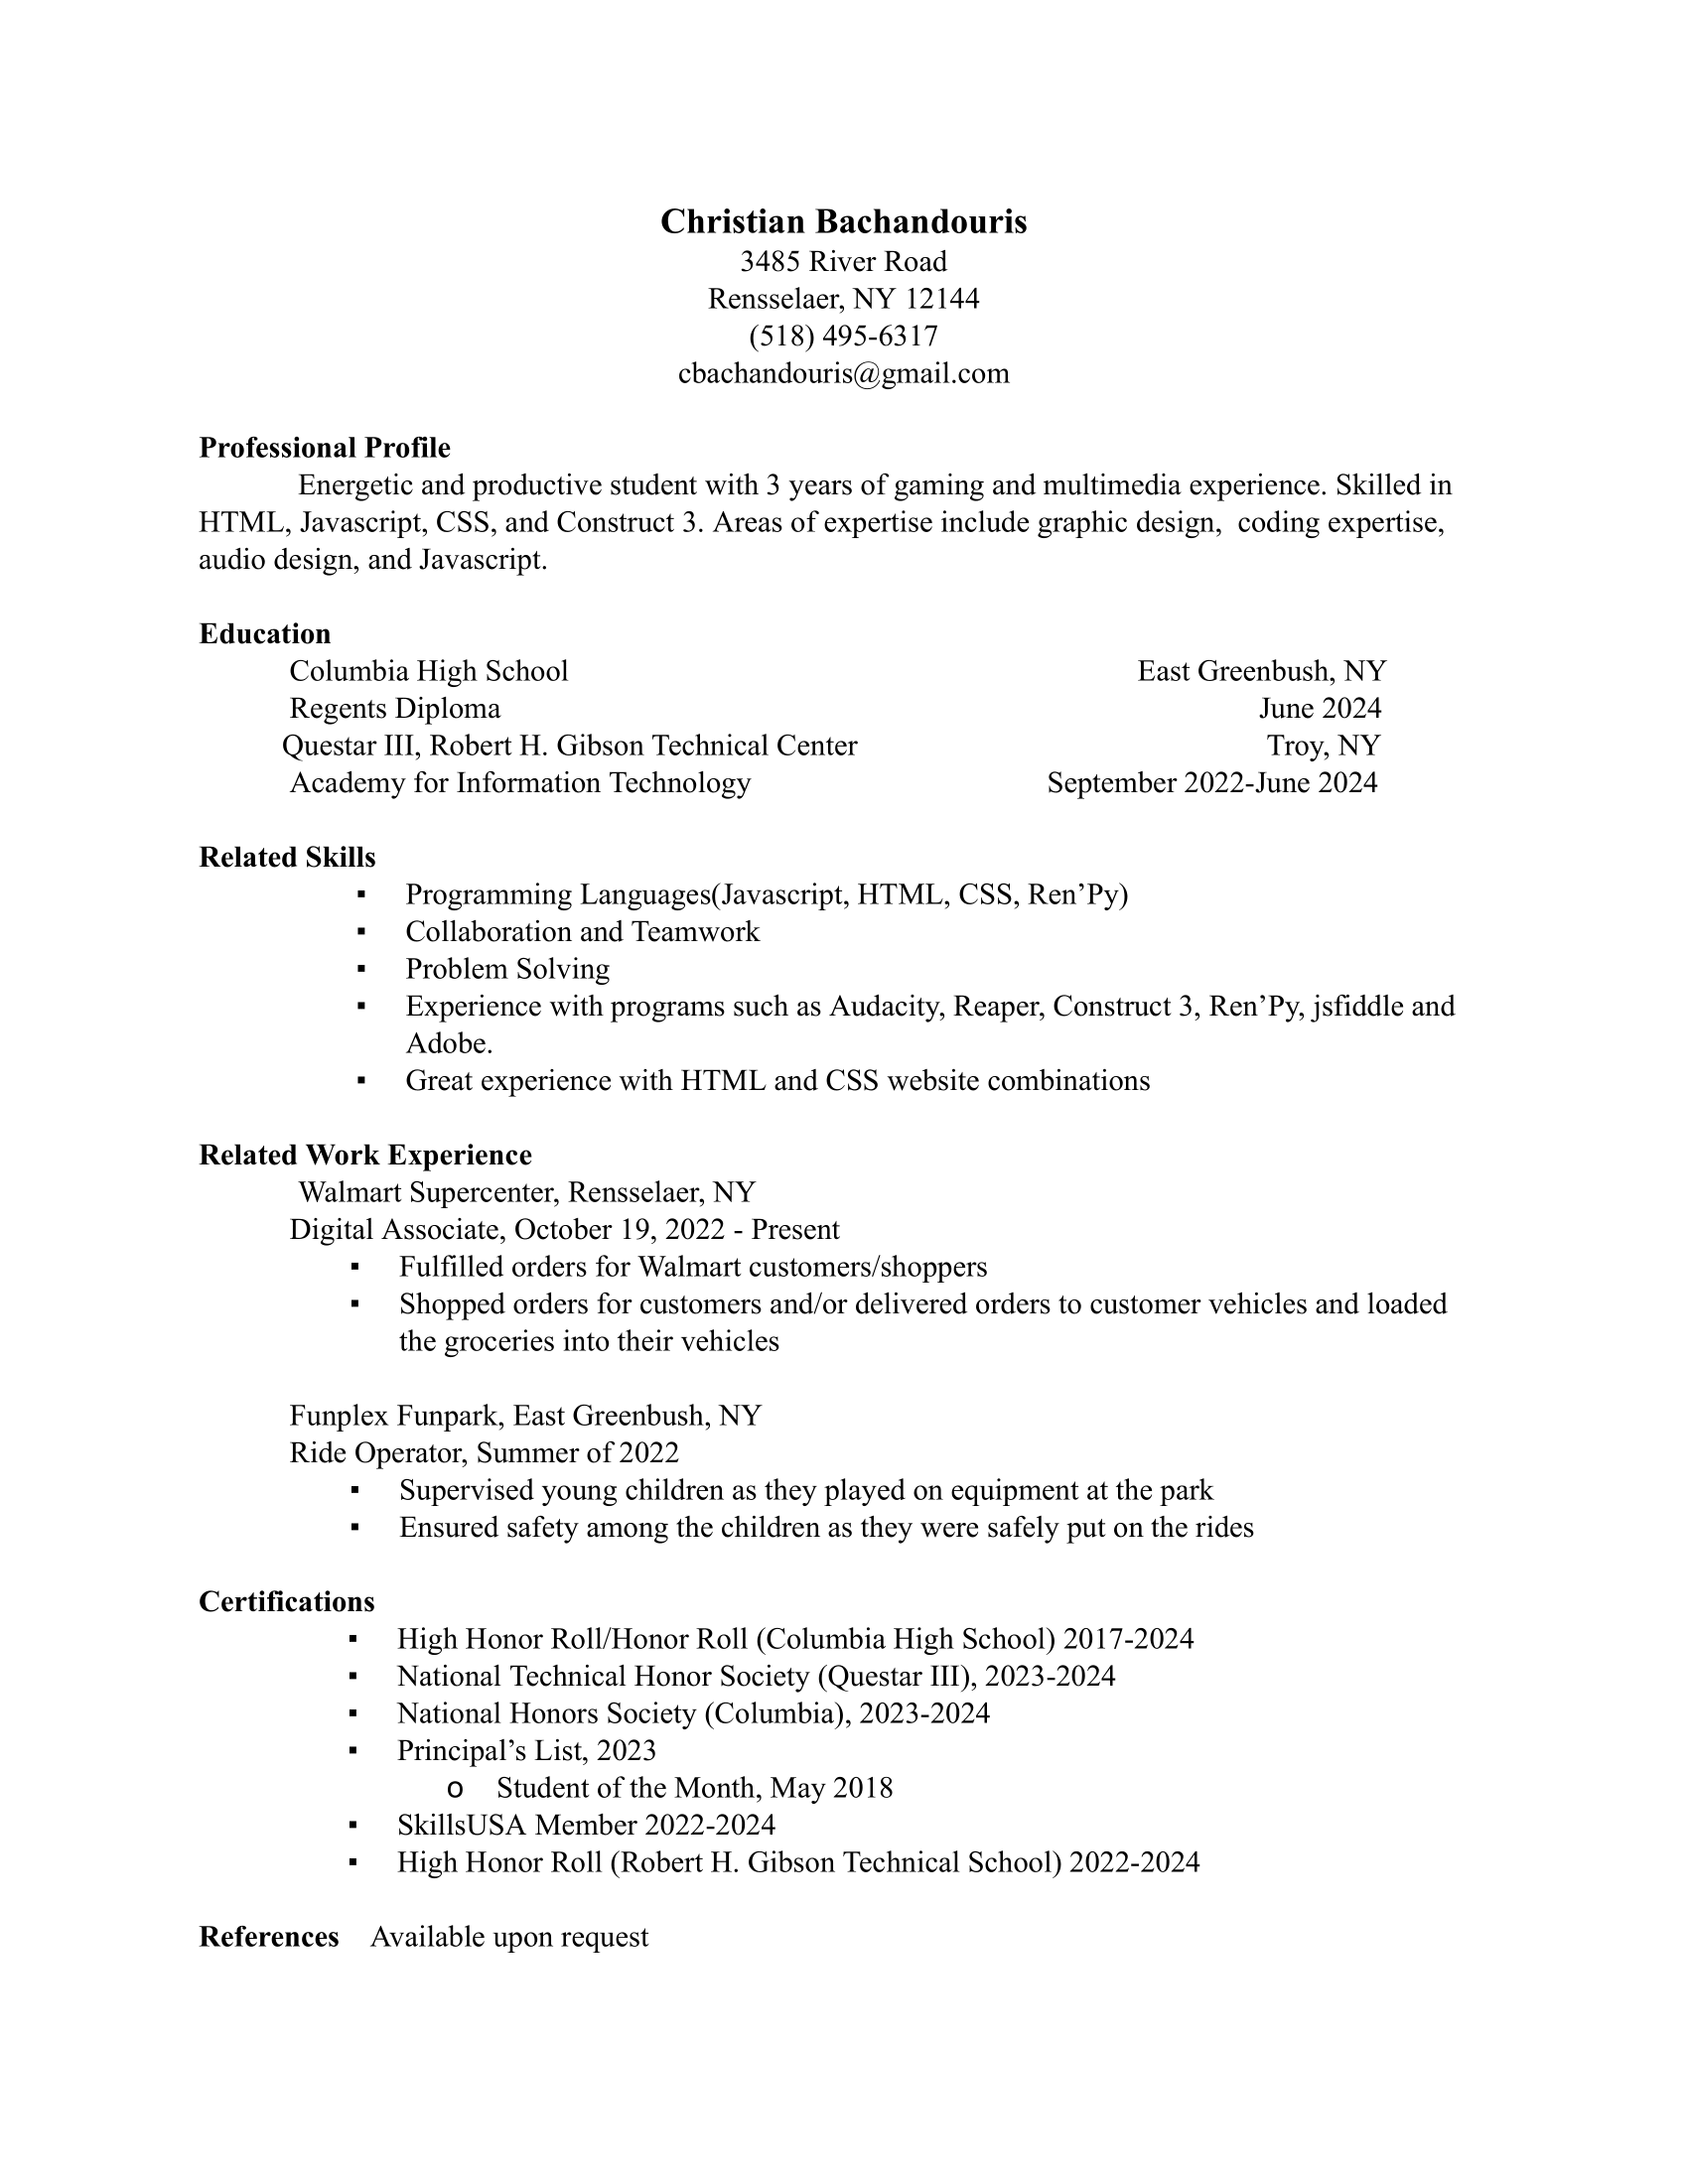 Christian Bachandouris
3485 River Road
Rensselaer, NY 12144
(518) 495-6317
cbachandouris@gmail.com
Professional Profile
Energetic and productive student with 3 years of gaming and multimedia experience. Skilled in
HTML, Javascript, CSS, and Construct 3. Areas of expertise include graphic design,  coding expertise,
audio design, and Javascript.
Education
Columbia High School East Greenbush, NY
Regents Diploma June 2024
Questar III, Robert H. Gibson Technical Center Troy, NY
Academy for Information Technology September 2022-June 2024
Related Skills
▪ Programming Languages(Javascript, HTML, CSS, Ren’Py)
▪ Collaboration and Teamwork
▪ Problem Solving
▪ Experience with programs such as Audacity, Reaper, Construct 3, Ren’Py, jsfiddle and
Adobe.
▪ Great experience with HTML and CSS website combinations
Related Work Experience
Walmart Supercenter, Rensselaer, NY
Digital Associate, October 19, 2022 - Present
▪ Fulfilled orders for Walmart customers/shoppers
▪ Shopped orders for customers and/or delivered orders to customer vehicles and loaded
the groceries into their vehicles
Funplex Funpark, East Greenbush, NY
Ride Operator, Summer of 2022
▪ Supervised young children as they played on equipment at the park
▪ Ensured safety among the children as they were safely put on the rides
Certifications
▪ High Honor Roll/Honor Roll (Columbia High School) 2017-2024
▪ National Technical Honor Society (Questar III), 2023-2024
▪ National Honors Society (Columbia), 2023-2024
▪ Principal’s List, 2023
o Student of the Month, May 2018
▪ SkillsUSA Member 2022-2024
▪ High Honor Roll (Robert H. Gibson Technical School) 2022-2024
References Available upon request